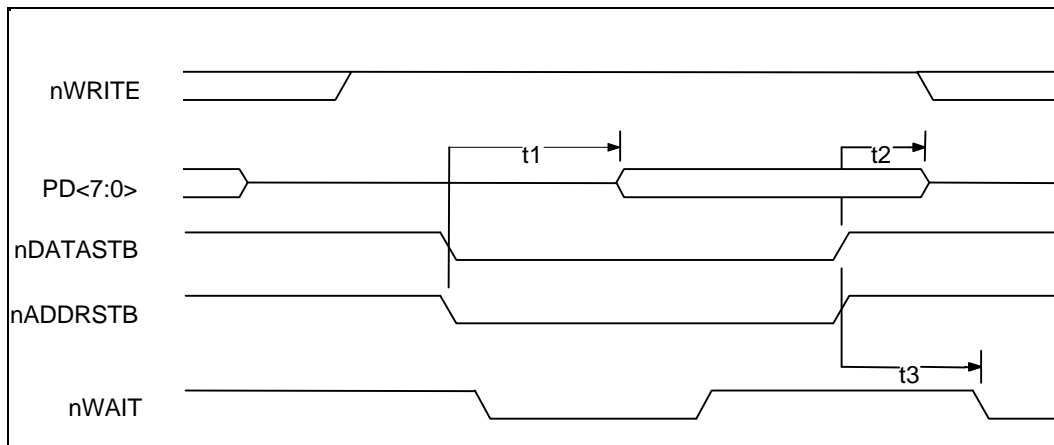 nWRITE
t1
t2
PD<7:0>
nDATASTB
nADDRSTB
t3
nWAIT